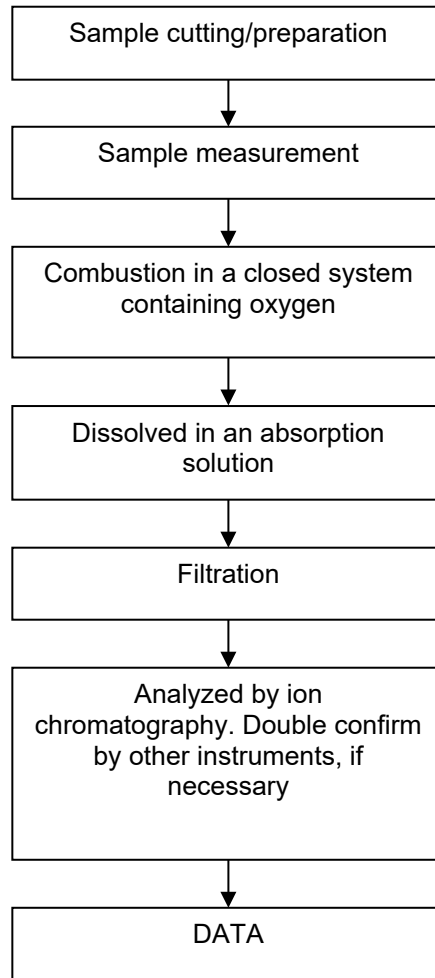 Sample cutting/preparation
Sample measurement
Combustion in a closed system
containing oxygen
Dissolved in an absorption
solution
Filtration
Analyzed by ion
chromatography. Double confirm
by other instruments, if
necessary
DATA